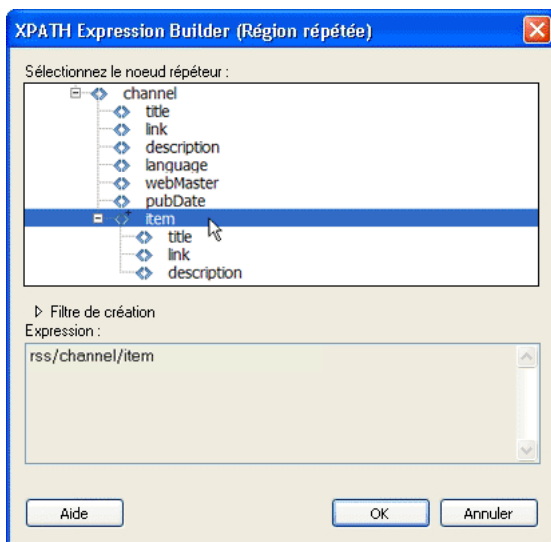 XPATH Expression Builder (Région répétée)
Sélectionnez le noeud répéteur :
channel
title
link
description
language
webMaster
pubDate
item
title
link
description
Filtre de création
Expression :
rss/channel/item
Aide
OK
Annuler